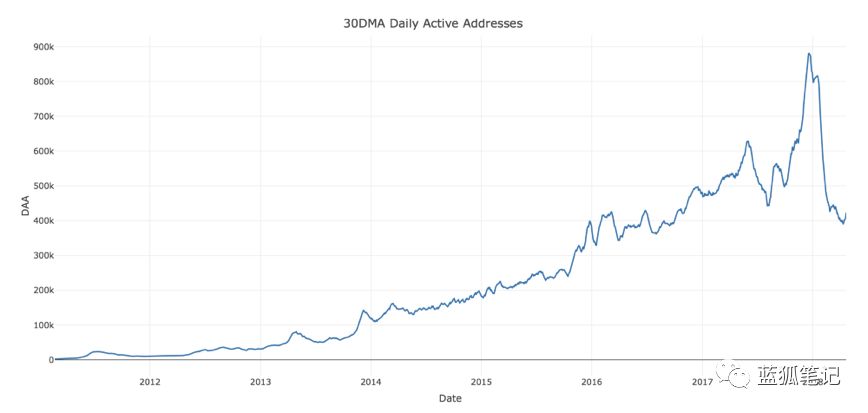 30DMA Daily Active Addresses
900k
800k
700k
600k
500k
400k
300k
200k
100k
0
DAA
2012
2013
2014
2015
2016
2017
2018
Date
蓝狐笔记